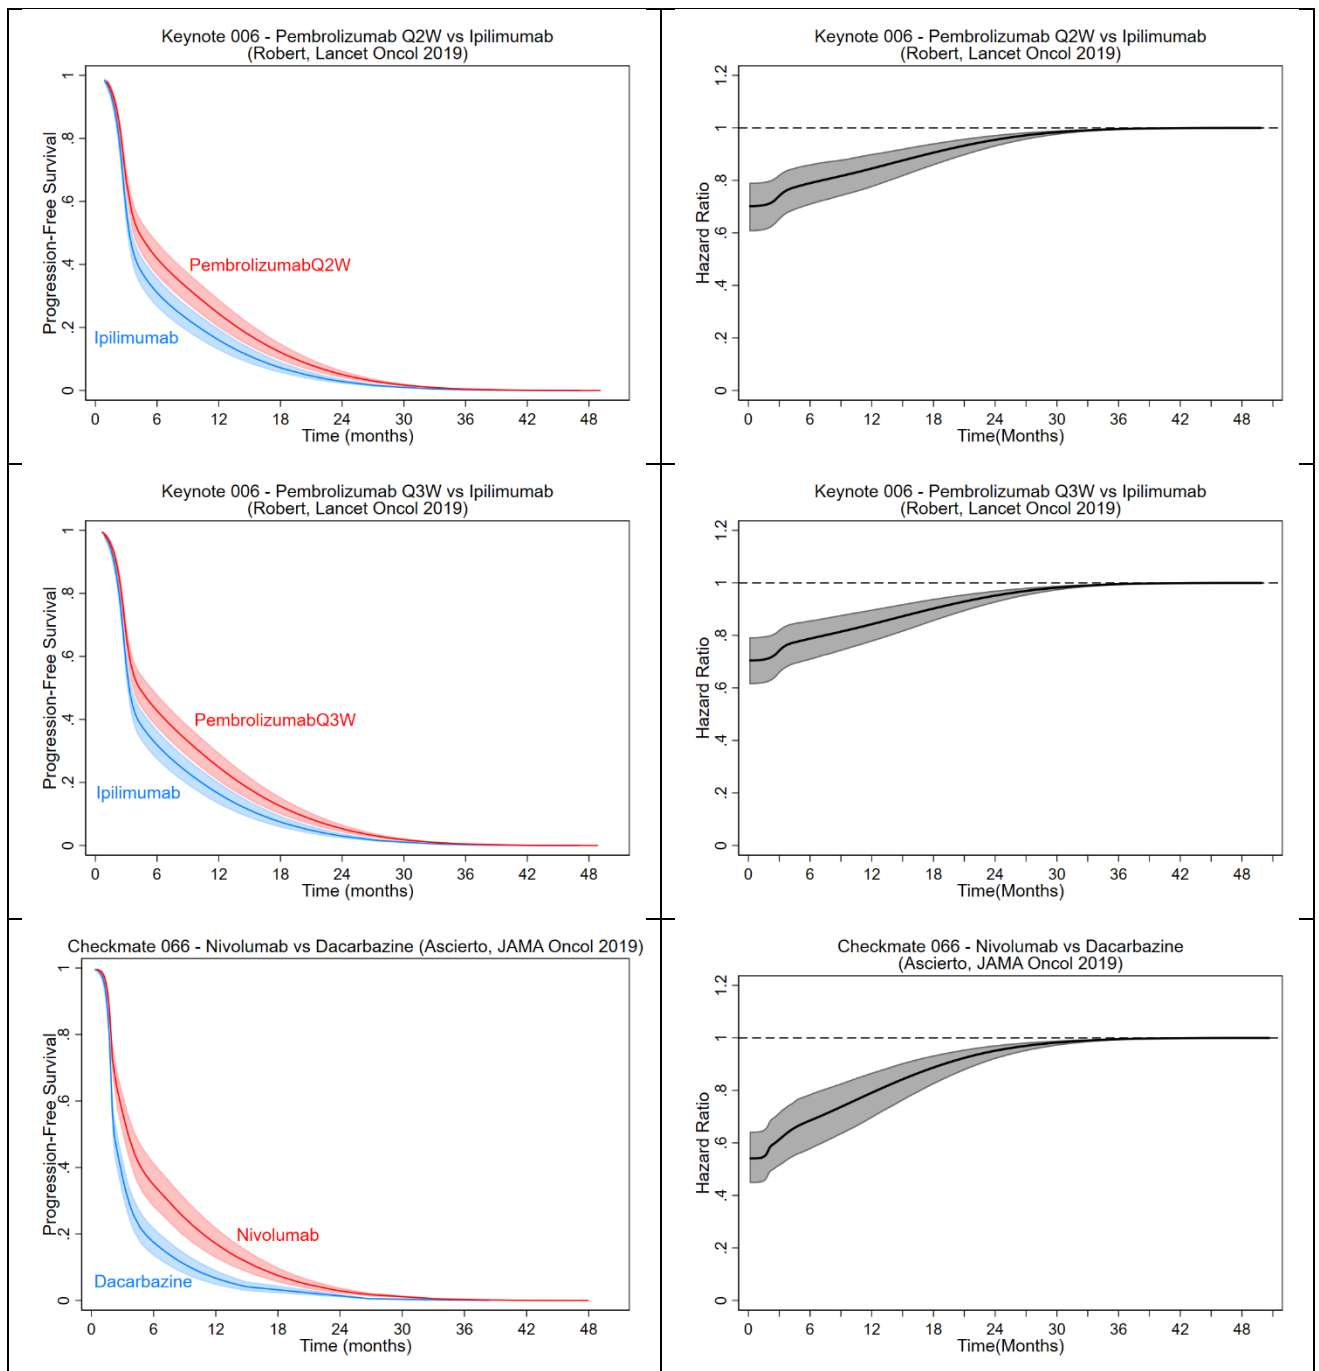 Keynote 006 - Pembrolizumab Q2W vs Ipilimumab
(Robert, Lancet Oncol 2019)
Progression-Free Survival
1
.8
.6
.4
.2
0
PembrolizumabQ2W
Ipilimumab
0 6 12 18 24 30 36 42 48
Time (months)
Keynote 006 - Pembrolizumab Q2W vs Ipilimumab
(Robert, Lancet Oncol 2019)
Hazard Ratio
1.2
1
.8
.6
.4
.2
0
0 6 12 18 24 30 36 42 48
Time(Months)
Keynote 006 - Pembrolizumab Q3W vs Ipilimumab
(Robert, Lancet Oncol 2019)
Progression-Free Survival
1
.8
.6
.4
.2
0
PembrolizumabQ3W
Ipilimumab
0 6 12 18 24 30 36 42 48
Time (months)
Keynote 006 - Pembrolizumab Q3W vs Ipilimumab
(Robert, Lancet Oncol 2019)
Hazard Ratio
1.2
1
.8
.6
.4
.2
0
0 6 12 18 24 30 36 42 48
Time(Months)
Checkmate 066 - Nivolumab vs Dacarbazine (Ascierto, JAMA Oncol 2019)
Progression-Free Survival
1
.8
.6
.4
.2
0
Nivolumab
Dacarbazine
0 6 12 18 24 30 36 42 48
Time (months)
Checkmate 066 - Nivolumab vs Dacarbazine
(Ascierto, JAMA Oncol 2019)
Hazard Ratio
1.2
1
.8
.6
.4
.2
0
0 6 12 18 24 30 36 42 48
Time(Months)